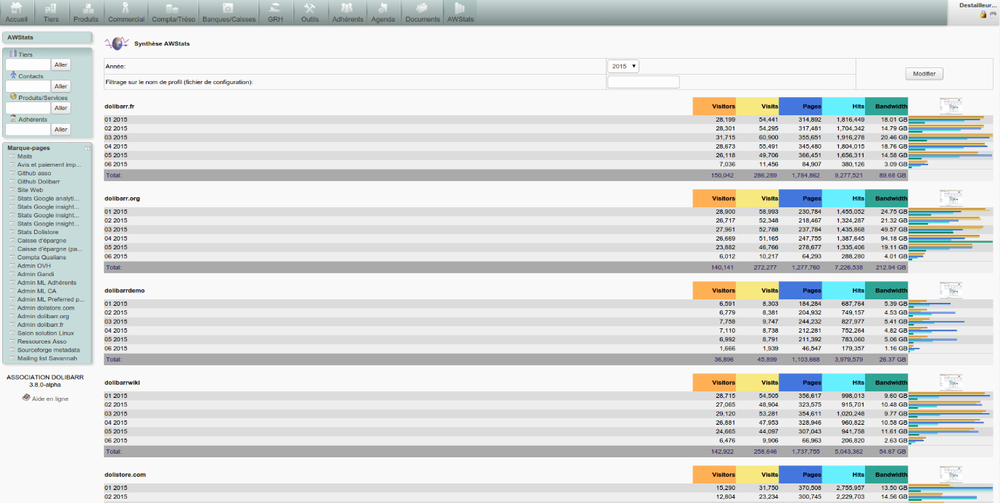 Accueil Tiers Produits Commercial Compta/Tréso Banques/Caisses GRH Outils Adhérents Agenda Documents AWStats
Destailleur...
AWStats
Tiers
Aller
Contacts
Aller
Produits/Services
Aller
Adhérents
Aller
Marque-pages
Mails
Avis et paiement imp...
Github asso
Github Dolibarr
Site Web
Stats Google analyti...
Stats Google insight...
Stats Google insight...
Stats Google insight...
Stats Dolistore
Caisse d'épargne
Caisse d'épargne (pa...
Compta Qualians
Admin OVH
Admin Gandi
Admin ML Adhérents
Admin ML CA
Admin ML Preferred p...
Admin dolistore.com
Admin dolibarr.org
Admin dolibarr.fr
Salon solution Linux
Ressources Asso
Sourceforge metadata
Mailing list Savannah
ASSOCIATION DOLIBARR
3.8.0-alpha
Aide en ligne
Synthèse AWStats
Année: 2015
Filtrage sur le nom de profil (fichier de configuration):
Modifier
dolibarr.fr Visitors Visits Pages Hits Bandwidth
01 2015 28,199 54,441 314,892 1,816,449 18.01 GB
02 2015 28,301 54,295 317,481 1,704,342 14.79 GB
03 2015 31,715 60,900 355,651 1,916,278 20.46 GB
04 2015 28,673 55,491 345,480 1,804,015 18.76 GB
05 2015 26,118 49,706 366,451 1,656,311 14.58 GB
06 2015 7,036 11,456 84,907 380,126 3.09 GB
Total: 150,042 286,289 1,784,862 9,277,521 89.68 GB
dolibarr.org Visitors Visits Pages Hits Bandwidth
01 2015 28,900 58,993 230,784 1,455,052 24.75 GB
02 2015 26,717 52,348 218,467 1,324,287 21.32 GB
03 2015 27,961 52,788 237,784 1,435,868 49.57 GB
04 2015 26,669 51,165 247,755 1,387,645 94.18 GB
05 2015 23,882 46,766 278,677 1,335,406 19.11 GB
06 2015 6,012 10,217 64,293 288,280 4.01 GB
Total: 140,141 272,277 1,277,760 7,226,538 212.94 GB
dolibarrdemo Visitors Visits Pages Hits Bandwidth
01 2015 6,591 8,303 184,284 687,764 5.39 GB
02 2015 6,779 8,381 204,932 749,157 4.53 GB
03 2015 7,758 9,747 244,232 827,977 5.41 GB
04 2015 7,110 8,738 212,281 752,264 4.82 GB
05 2015 6,992 8,791 211,392 783,060 5.06 GB
06 2015 1,666 1,939 46,547 179,357 1.16 GB
Total: 36,896 45,899 1,103,668 3,979,579 26.37 GB
dolibarrwiki Visitors Visits Pages Hits Bandwidth
01 2015 28,715 54,505 356,617 998,013 9.60 GB
02 2015 27,065 48,904 323,575 915,701 10.48 GB
03 2015 29,120 53,281 354,611 1,020,248 9.77 GB
04 2015 26,881 47,953 328,946 960,822 10.58 GB
05 2015 24,665 44,097 307,043 941,758 11.61 GB
06 2015 6,476 9,906 66,963 206,820 2.63 GB
Total: 142,922 258,646 1,737,755 5,043,362 54.67 GB
dolistore.com Visitors Visits Pages Hits Bandwidth
01 2015 15,290 31,750 370,508 2,755,957 13.50 GB
02 2015 12,804 23,234 300,745 2,229,703 14.56 GB